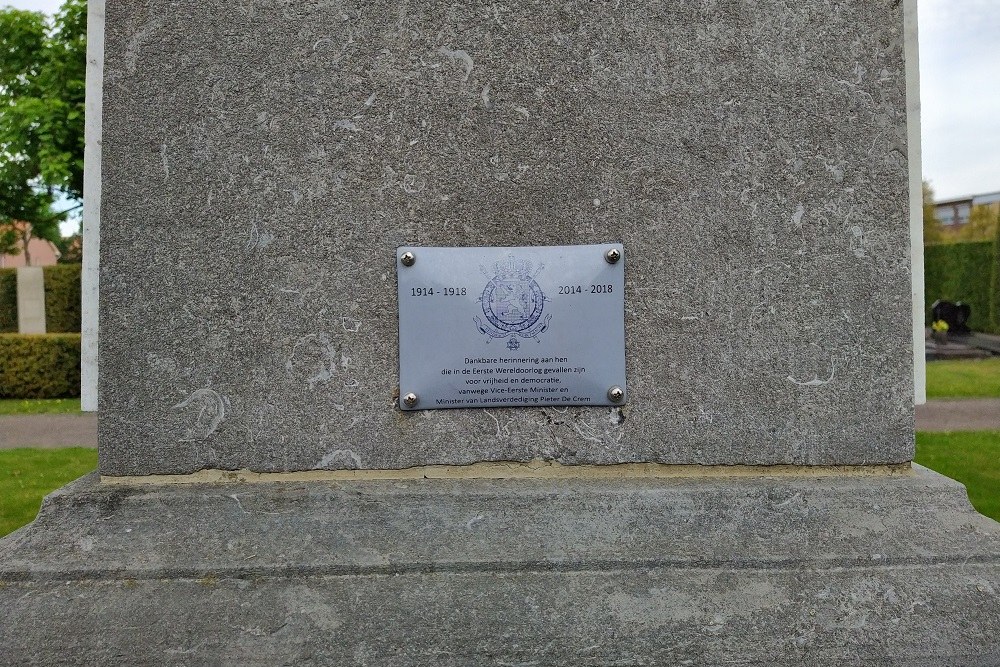 1914 - 1918 2014 - 2018
Dankbare herinnering aan hen
die in de Eerste Wereldoorlog gevallen zijn
voor vrijheid en democratie,
vanwege Vice-Eerste Minister en
Minister van Landsverdediging Pieter De Crem